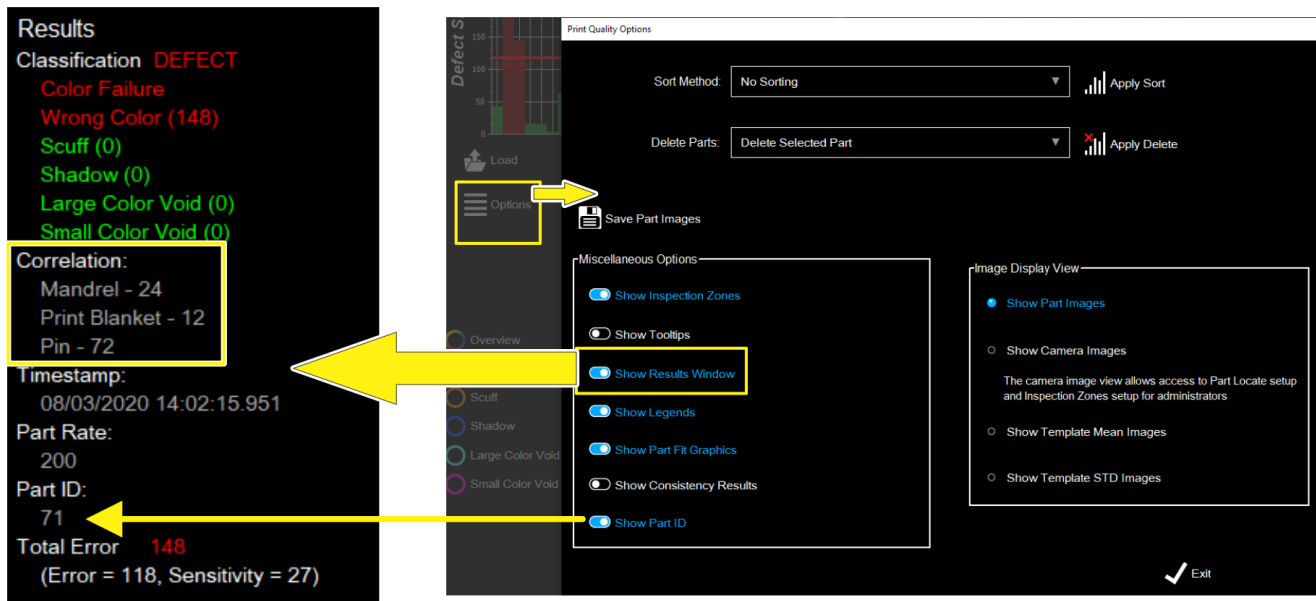 Results
Classification DEFECT
Color Failure
Wrong Color (148)
Scuff (0)
Shadow (0)
Large Color Void (0)
Small Color Void (0)
Correlation:
Mandrel - 24
Print Blanket - 12
Pin - 72
Timestamp:
08/03/2020 14:02:15.951
Part Rate:
200
Part ID:
71
Total Error 148
(Error = 118, Sensitivity = 27)
Defect
150
100
50
0
Load
Options
Overview
Scuff
Shadow
Large Color Void
Small Color Void
Print Quality Options
Sort Method: No Sorting Apply Sort
Delete Parts: Delete Selected Part Apply Delete
Save Part Images
Miscellaneous Options
Show Inspection Zones
Show Tooltips
Show Results Window
Show Legends
Show Part Fit Graphics
Show Consistency Results
Show Part ID
Image Display View
Show Part Images
Show Camera Images
The camera image view allows access to Part Locate setup
and Inspection Zones setup for administrators
Show Template Mean Images
Show Template STD Images
Exit